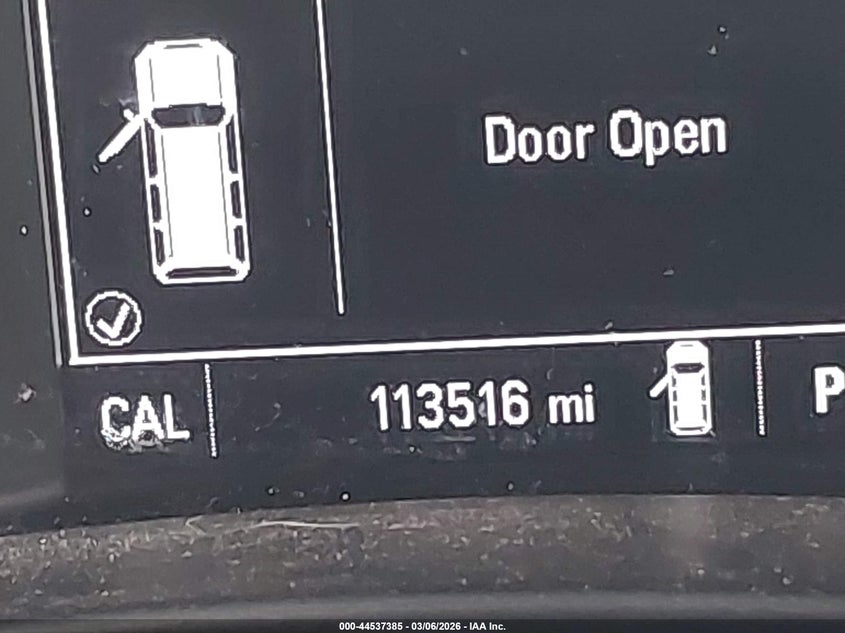 Door Open
CAL
113516 mi
P
000-44537385 - 03/06/2026 - IAA Inc.